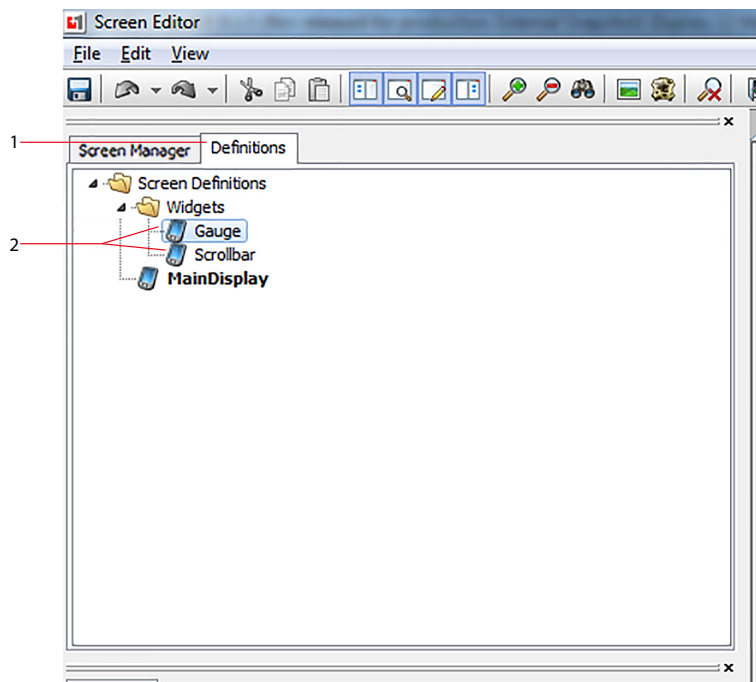 Screen Editor
File Edit View
1
Screen Manager Definitions
Screen Definitions
Widgets
Gauge
2
Scrollbar
MainDisplay